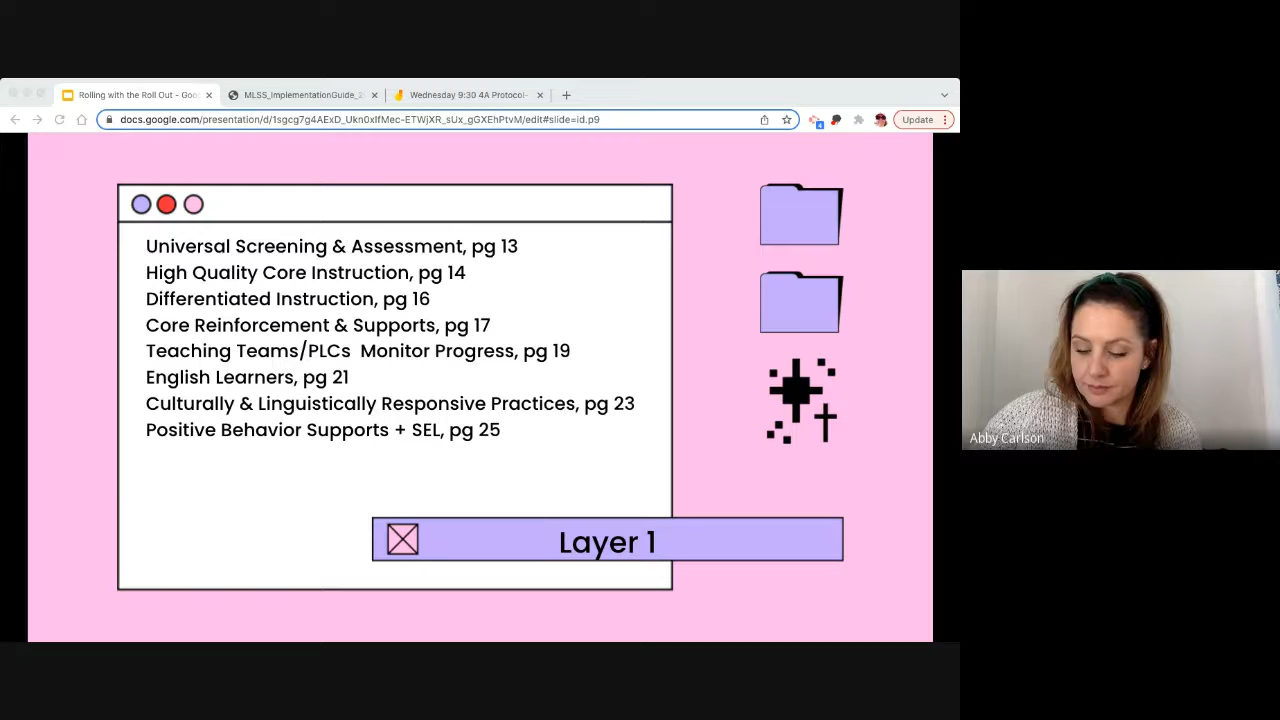 Rolling with the Roll Out - Goo
MLSS_ImplementationGuide_2
Wednesday 9:30 4A Protocol-
docs.google.com/presentation/d/1sgcg7g4AExD_Ukn0xIfMec-ETWjXR_sUx_gGXEhPtvM/edit#slide=id.p9
4
Update
Universal Screening & Assessment, pg 13
High Quality Core Instruction, pg 14
Differentiated Instruction, pg 16
Core Reinforcement & Supports, pg 17
Teaching Teams/PLCs  Monitor Progress, pg 19
English Learners, pg 21
Culturally & Linguistically Responsive Practices, pg 23
Positive Behavior Supports + SEL, pg 25
Layer 1
Abby Carlson